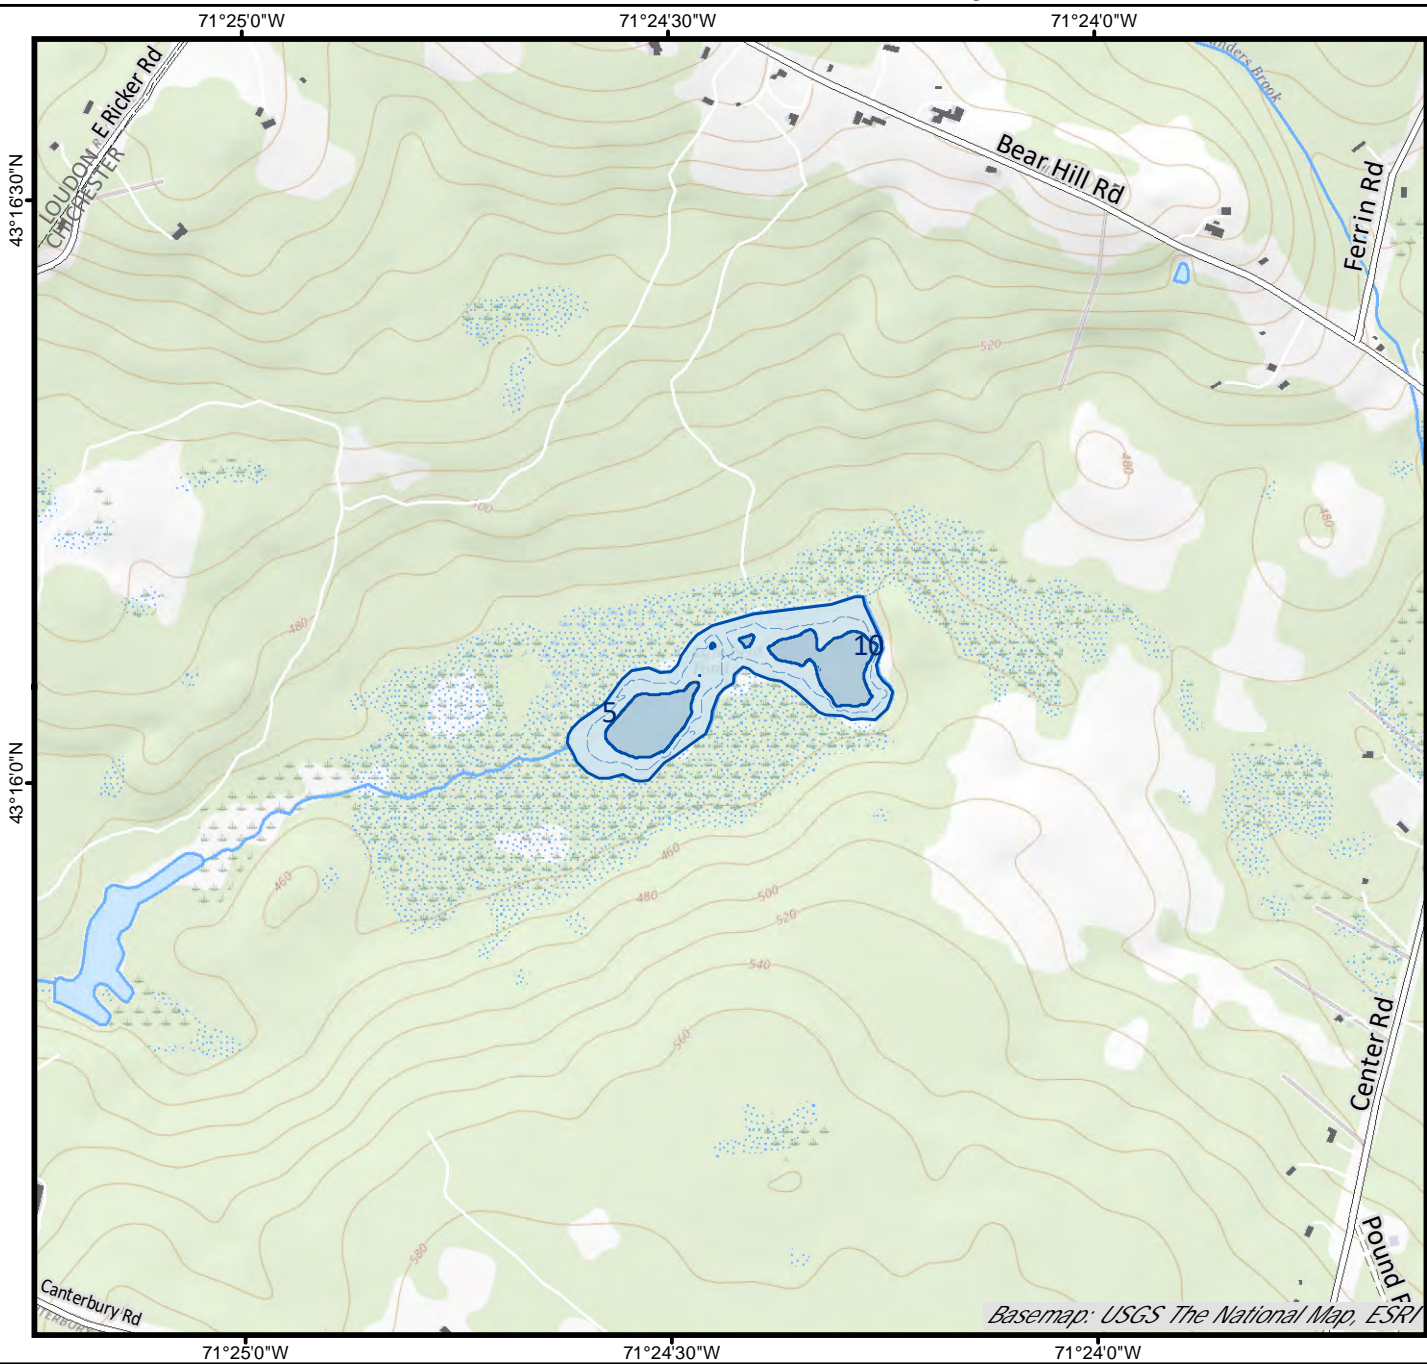 71°25'0"W
71°24'30"W
71°24'0"W
E Ricker Rd
Brook
LOUDON
CHICHESTER
Bear Hill Rd
Ferrin Rd
43°16'30"N
520
480
480
500
480
10
5
43°16'0"N
460
460
480
500
520
540
560
Center Rd
580
Pound
Canterbury Rd
Basemap: USGS The National Map, ESRI
71°25'0"W
71°24'30"W
71°24'0"W